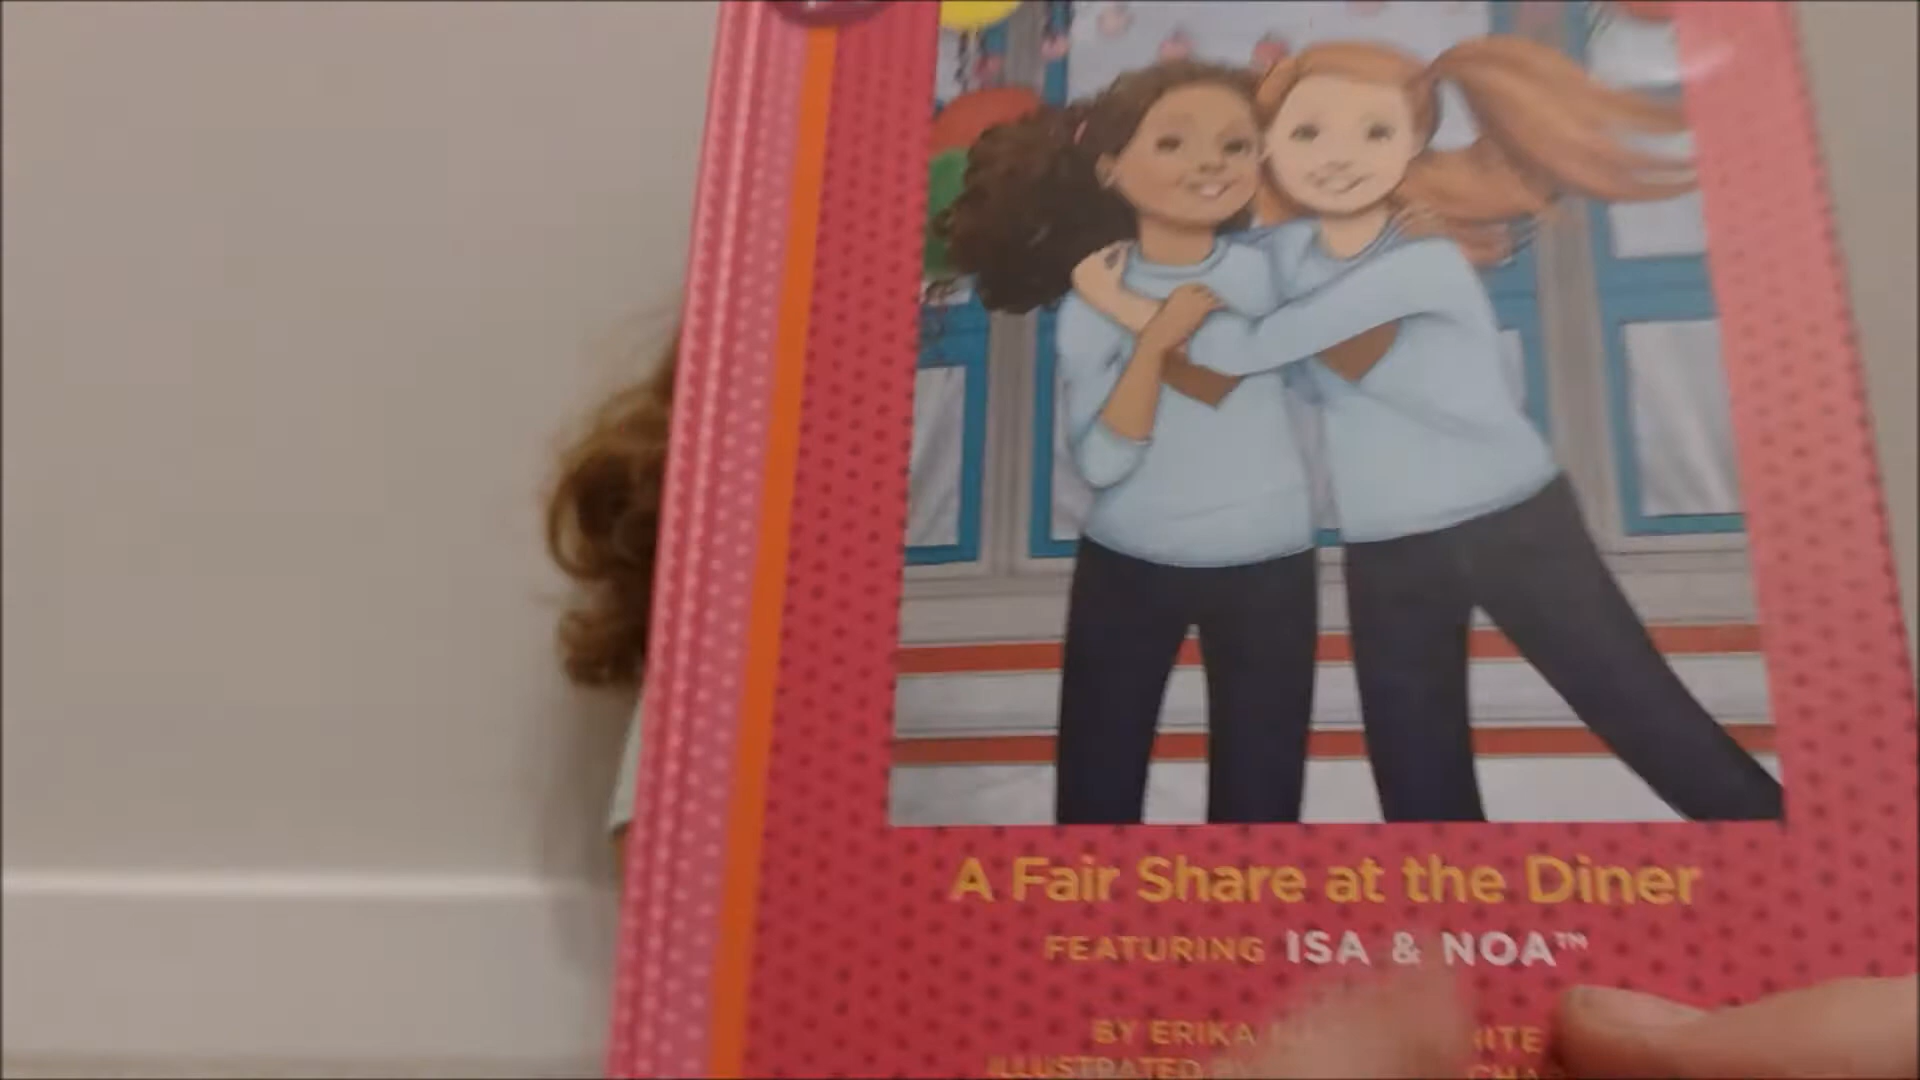 A Fair Share at the Diner
FEATURING ISA & NOA™
BY ERIKA
ILLUSTRATED